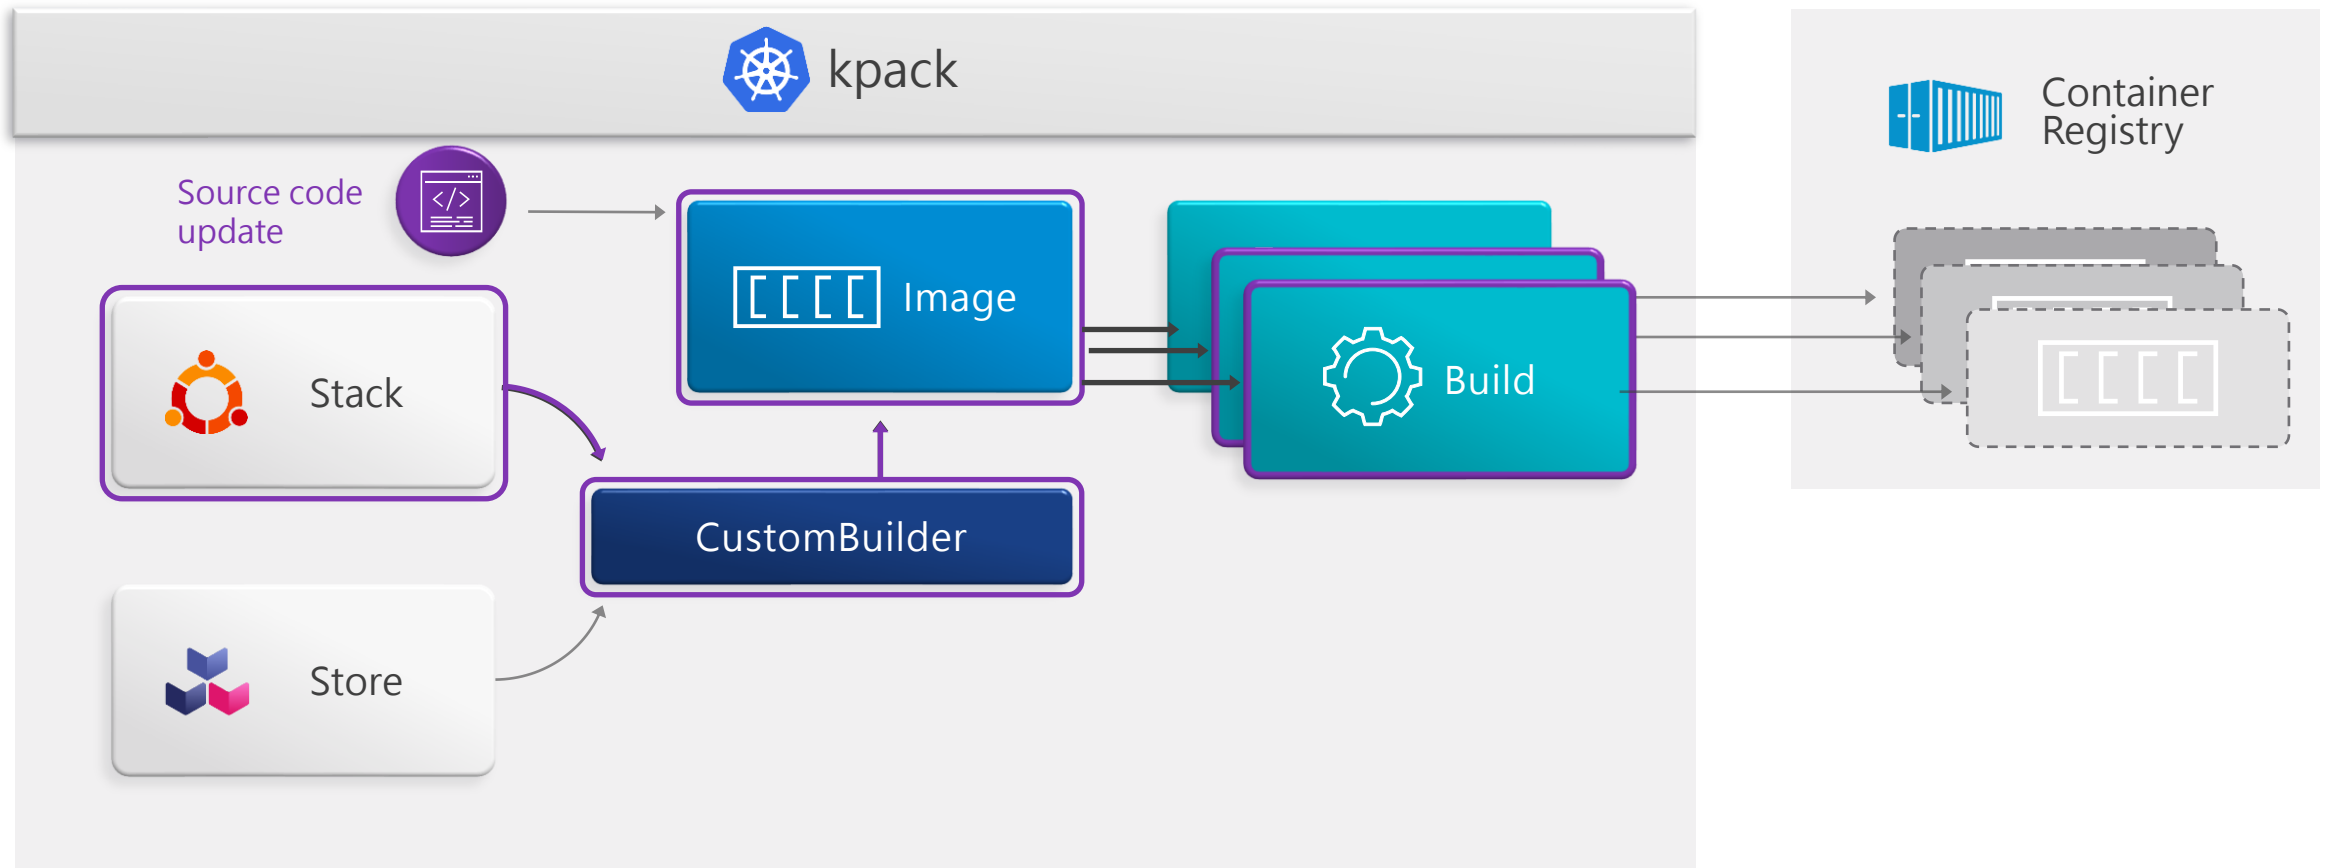 kpack
Container
Registry
Source code
update
Image
Stack
Build
CustomBuilder
Store